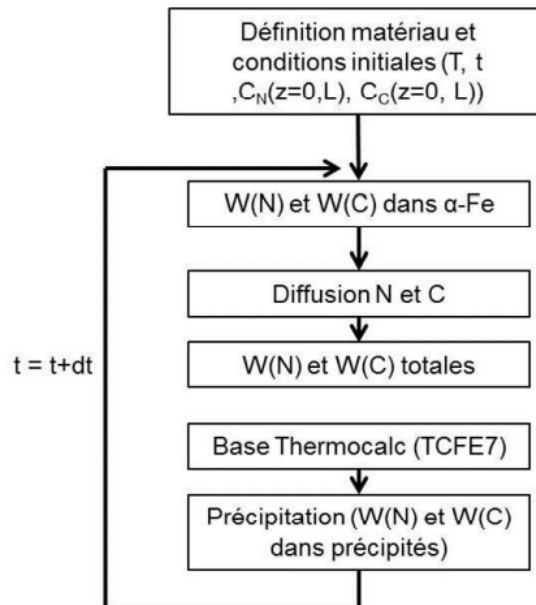 Définition matériau et
conditions initiales (T, t
,C_N(z=0,L), C_C(z=0, L))
W(N) et W(C) dans α-Fe
Diffusion N et C
t = t+dt
W(N) et W(C) totales
Base Thermocalc (TCFE7)
Précipitation (W(N) et W(C)
dans précipités)